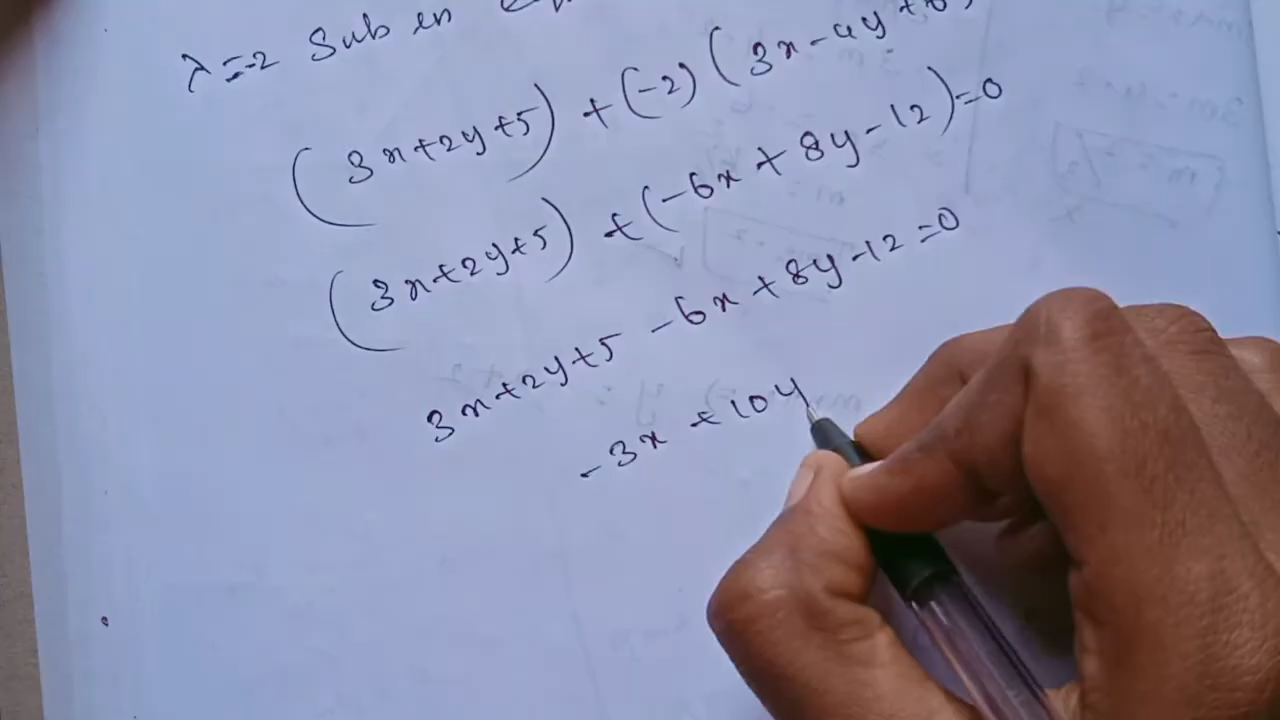 λ=-2 Sub in
(3x+2y+5)+(-2)(3x-4y+6)
(3x+2y+5)+(-6x+8y-12)=0
3x+2y+5-6x+8y-12=0
-3x+10y